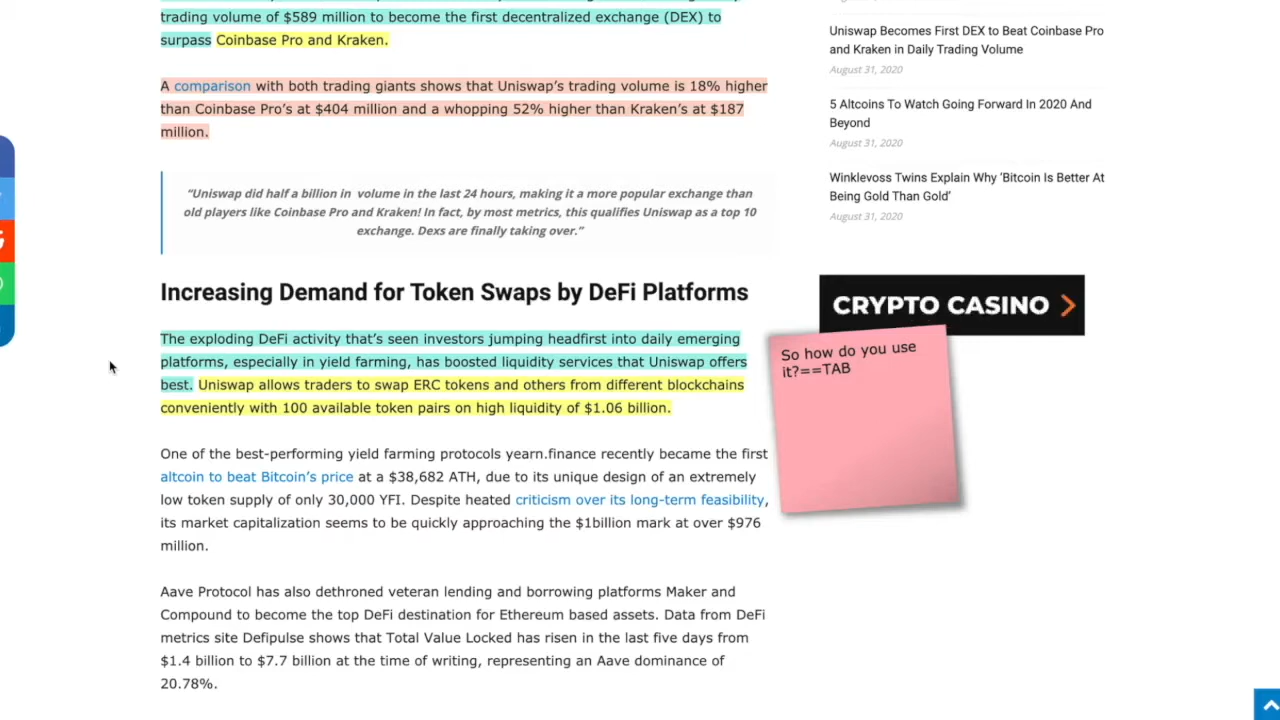 trading volume of $589 million to become the first decentralized exchange (DEX) to
surpass Coinbase Pro and Kraken.
A comparison with both trading giants shows that Uniswap's trading volume is 18% higher
than Coinbase Pro's at $404 million and a whopping 52% higher than Kraken's at $187
million.
“Uniswap did half a billion in volume in the last 24 hours, making it a more popular exchange than
old players like Coinbase Pro and Kraken! In fact, by most metrics, this qualifies Uniswap as a top 10
exchange. Dexs are finally taking over.”
Increasing Demand for Token Swaps by DeFi Platforms
The exploding DeFi activity that's seen investors jumping headfirst into daily emerging
platforms, especially in yield farming, has boosted liquidity services that Uniswap offers
best. Uniswap allows traders to swap ERC tokens and others from different blockchains
conveniently with 100 available token pairs on high liquidity of $1.06 billion.
One of the best-performing yield farming protocols yearn.finance recently became the first
altcoin to beat Bitcoin's price at a $38,682 ATH, due to its unique design of an extremely
low token supply of only 30,000 YFI. Despite heated criticism over its long-term feasibility,
its market capitalization seems to be quickly approaching the $1billion mark at over $976
million.
Aave Protocol has also dethroned veteran lending and borrowing platforms Maker and
Compound to become the top DeFi destination for Ethereum based assets. Data from DeFi
metrics site Defipulse shows that Total Value Locked has risen in the last five days from
$1.4 billion to $7.7 billion at the time of writing, representing an Aave dominance of
20.78%.
Uniswap Becomes First DEX to Beat Coinbase Pro
and Kraken in Daily Trading Volume
August 31, 2020
5 Altcoins To Watch Going Forward In 2020 And
Beyond
August 31, 2020
Winklevoss Twins Explain Why ‘Bitcoin Is Better At
Being Gold Than Gold’
August 31, 2020
CRYPTO CASINO
So how do you use
it?==TAB